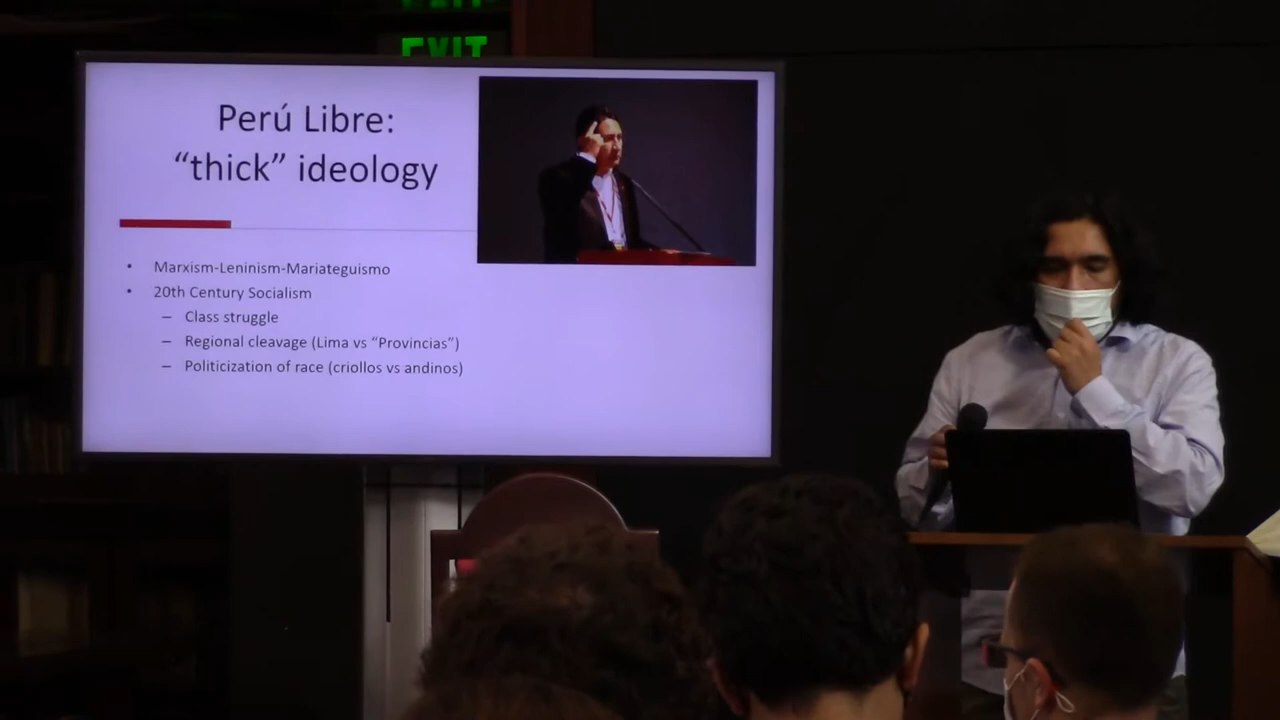 EXIT
EXIT
Perú Libre:
“thick” ideology
• Marxism-Leninism-Mariateguismo
• 20th Century Socialism
– Class struggle
– Regional cleavage (Lima vs “Provincias”)
– Politicization of race (criollos vs andinos)